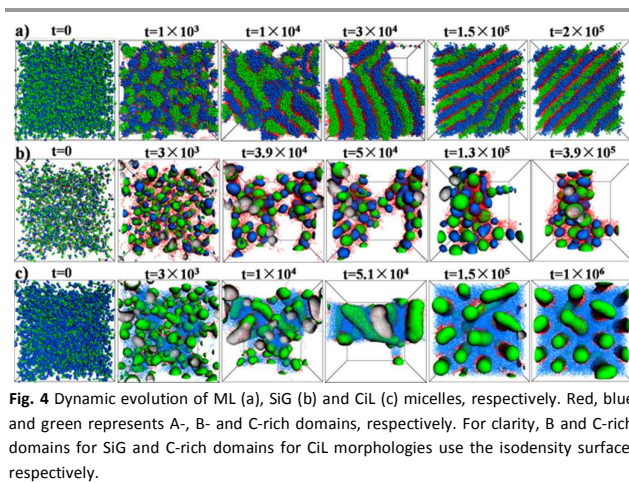 a) t=0 t=1×10³ t=1×10⁴ t=3×10⁴ t=1.5×10⁵ t=2×10⁵
b) t=0 t=3×10³ t=3.9×10⁴ t=5×10⁴ t=1.3×10⁵ t=3.9×10⁵
c) t=0 t=3×10³ t=1×10⁴ t=5.1×10⁴ t=1.5×10⁵ t=1×10⁶
Fig. 4 Dynamic evolution of ML (a), SiG (b) and CiL (c) micelles, respectively. Red, blue
and green represents A-, B- and C-rich domains, respectively. For clarity, B and C-rich
domains for SiG and C-rich domains for CiL morphologies use the isodensity surface
respectively.